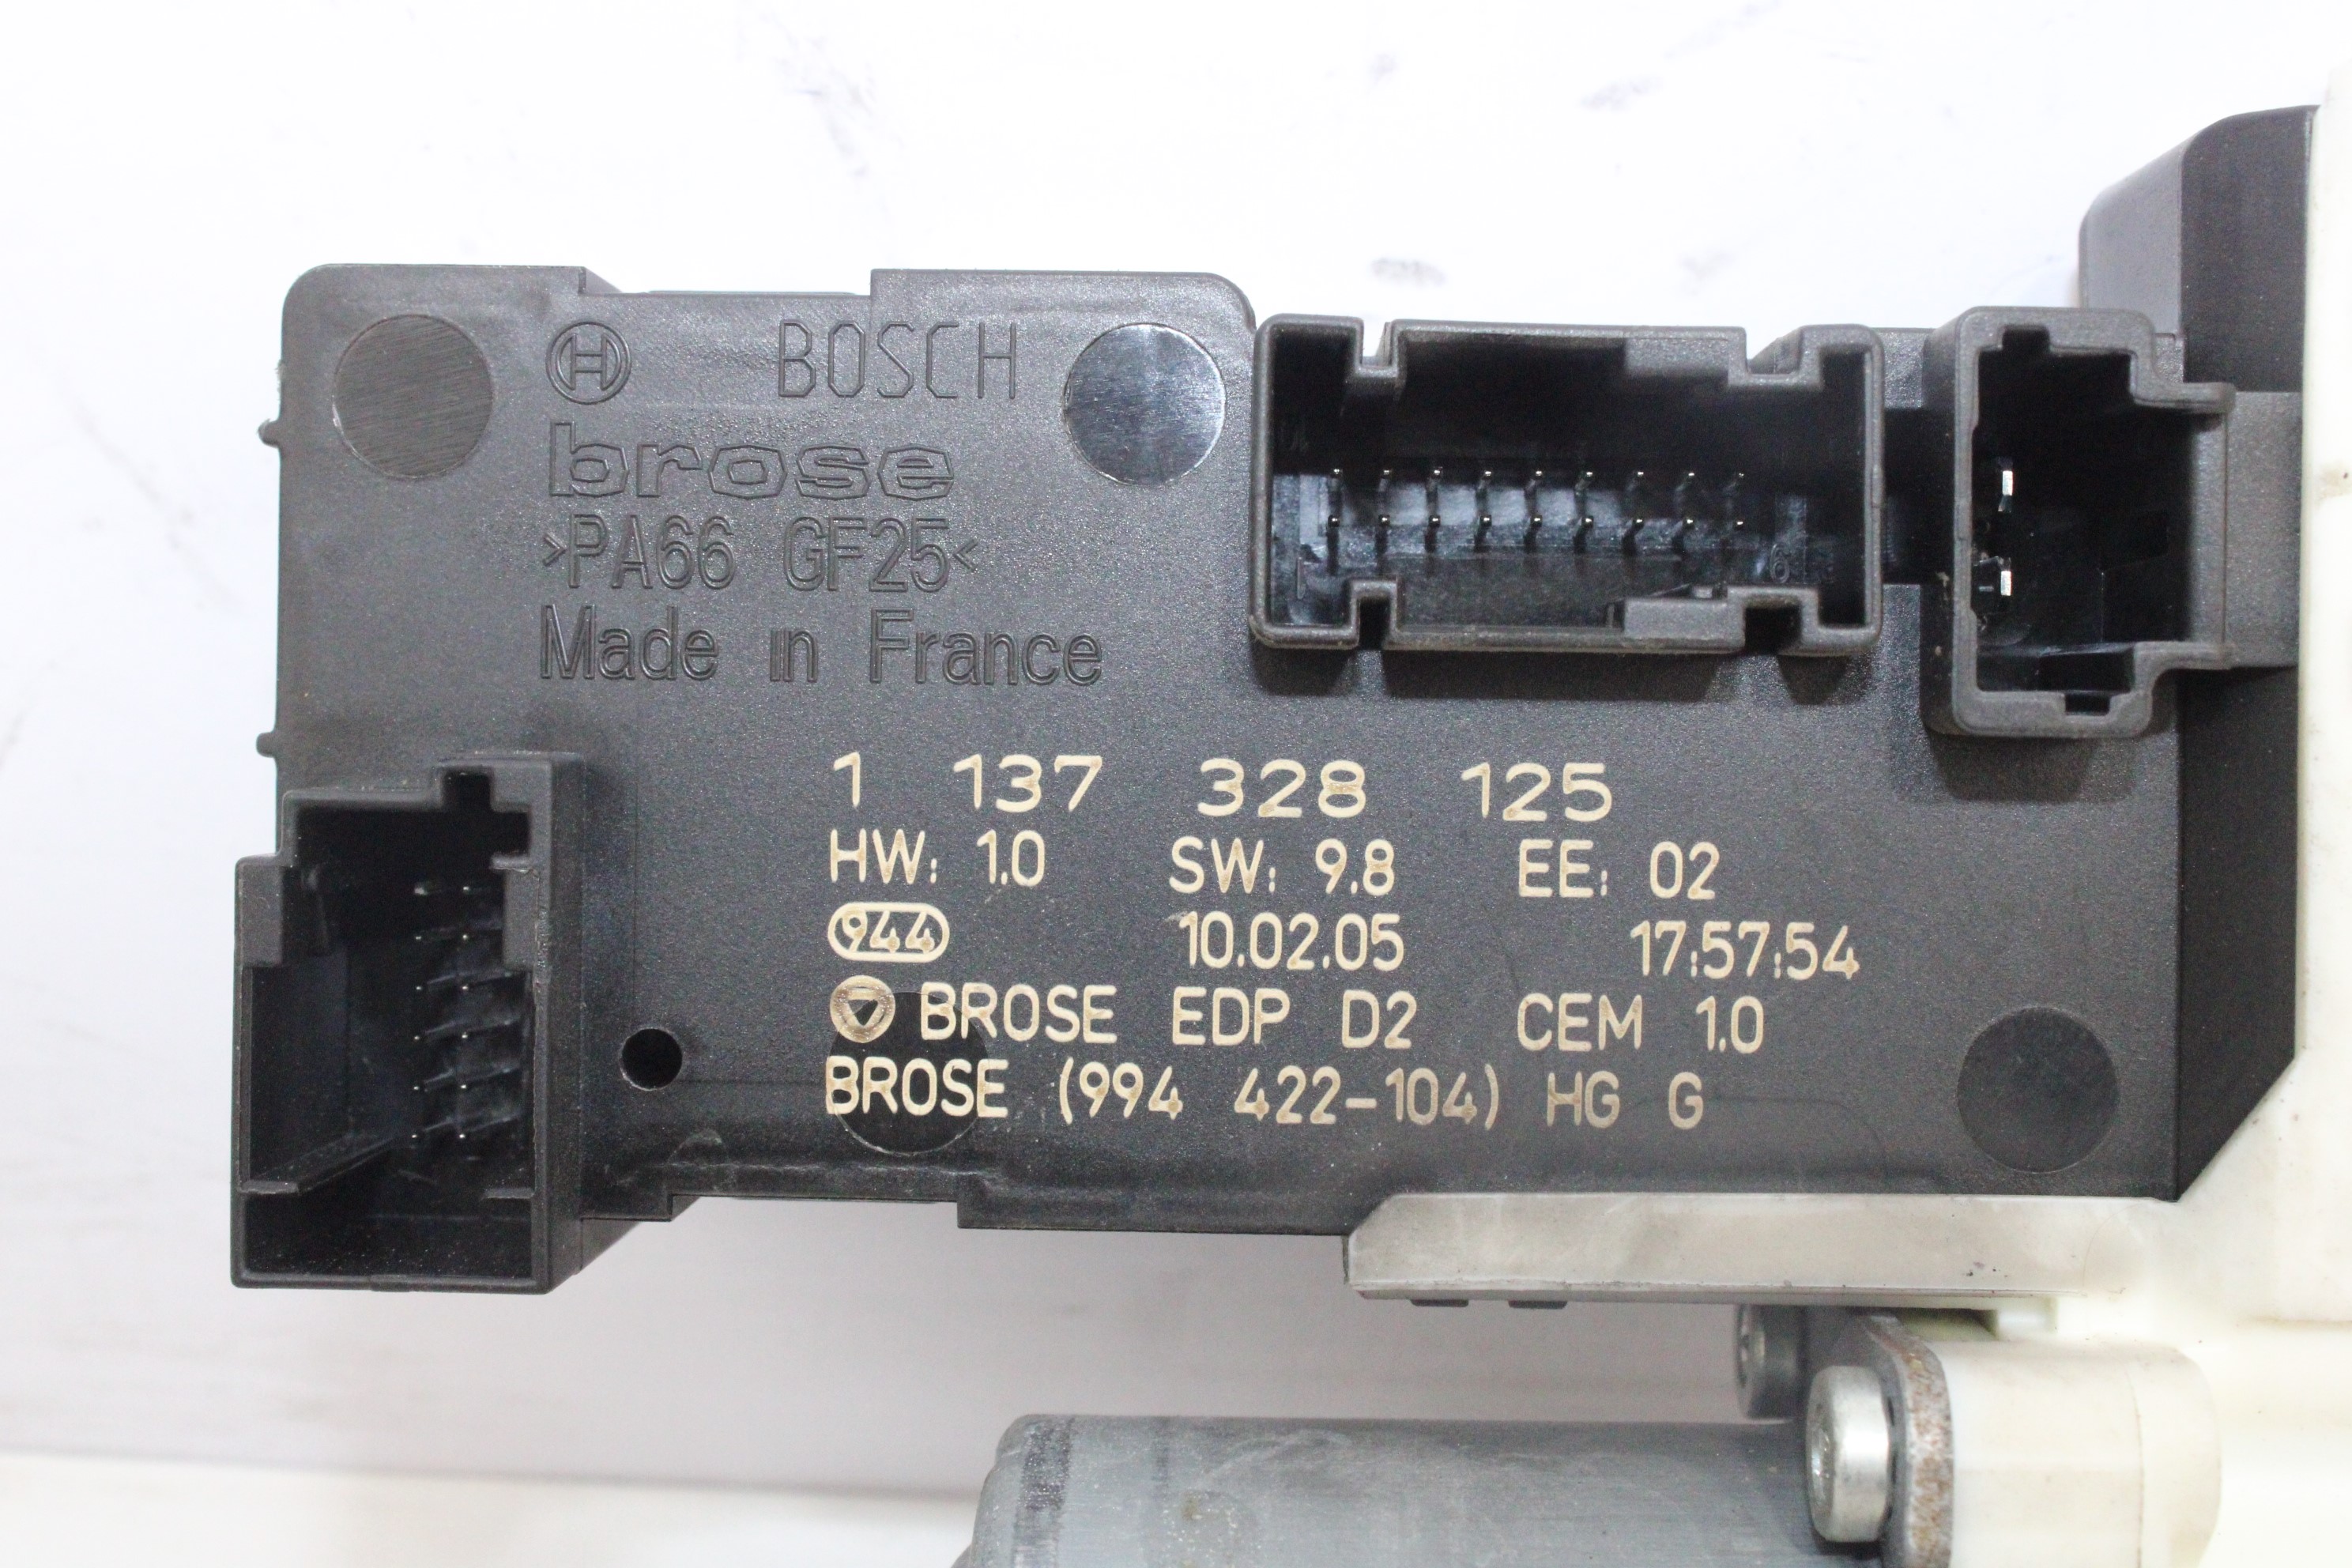 BOSCH
brose
>PA66 GF25<
Made in France
1 137 328 125
HW: 1.0 SW: 9.8 EE: 02
944 10.02.05 17:57:54
BROSE EDP D2 CEM 1.0
BROSE (994 422-104) HG G